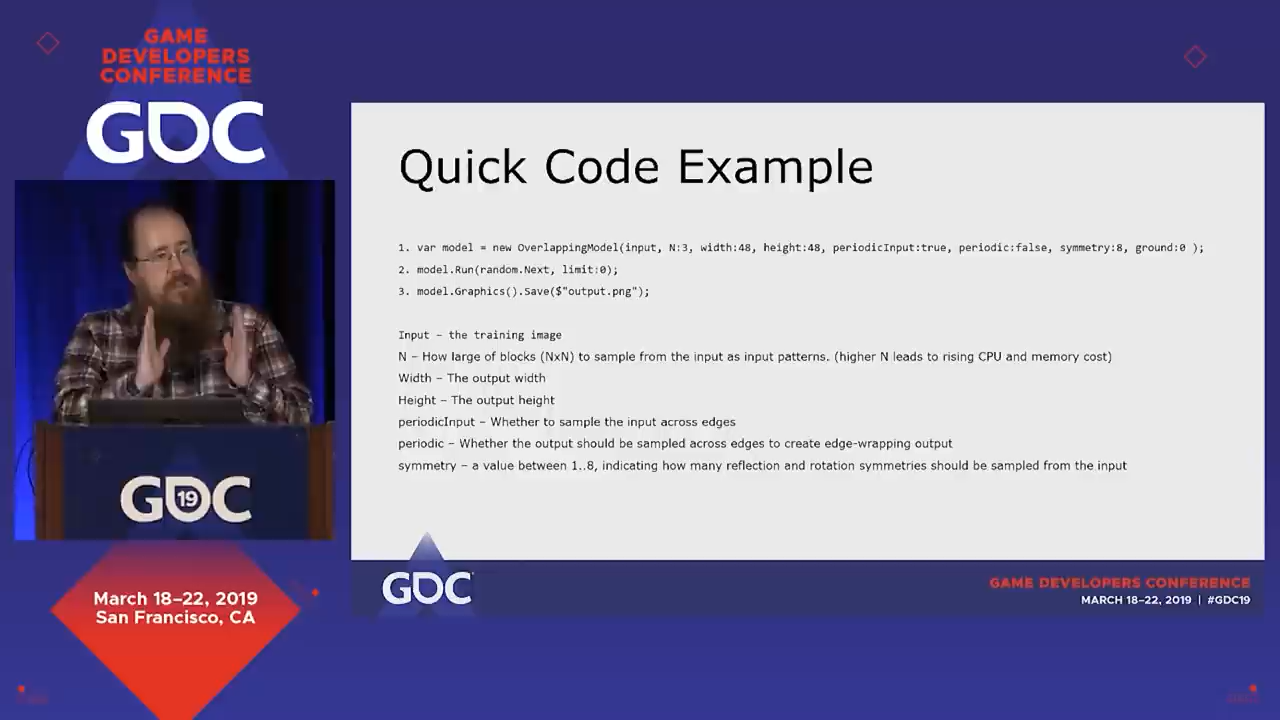 GAME
DEVELOPERS
CONFERENCE
GDC
Quick Code Example
1. var model = new OverlappingModel(input, N:3, width:48, height:48, periodicInput:true, periodic:false, symmetry:8, ground:0 );
2. model.Run(random.Next, limit:0);
3. model.Graphics().Save($"output.png");
Input – the training image
N – How large of blocks (NxN) to sample from the input as input patterns. (higher N leads to rising CPU and memory cost)
Width – The output width
Height – The output height
periodicInput – Whether to sample the input across edges
periodic – Whether the output should be sampled across edges to create edge-wrapping output
symmetry – a value between 1..8, indicating how many reflection and rotation symmetries should be sampled from the input
GDC 19
March 18–22, 2019
San Francisco, CA
GDC
GAME DEVELOPERS CONFERENCE
MARCH 18–22, 2019 | #GDC19